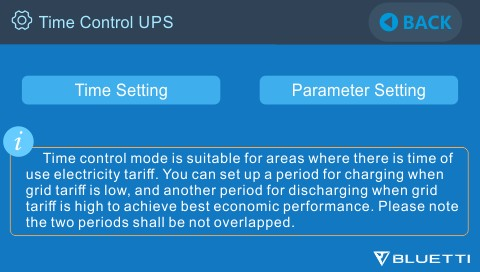 Time Control UPS
BACK
Time Setting
Parameter Setting
i
Time control mode is suitable for areas where there is time of
use electricity tariff. You can set up a period for charging when
grid tariff is low, and another period for discharging when grid
tariff is high to achieve best economic performance. Please note
the two periods shall be not overlapped.
BLUETTI